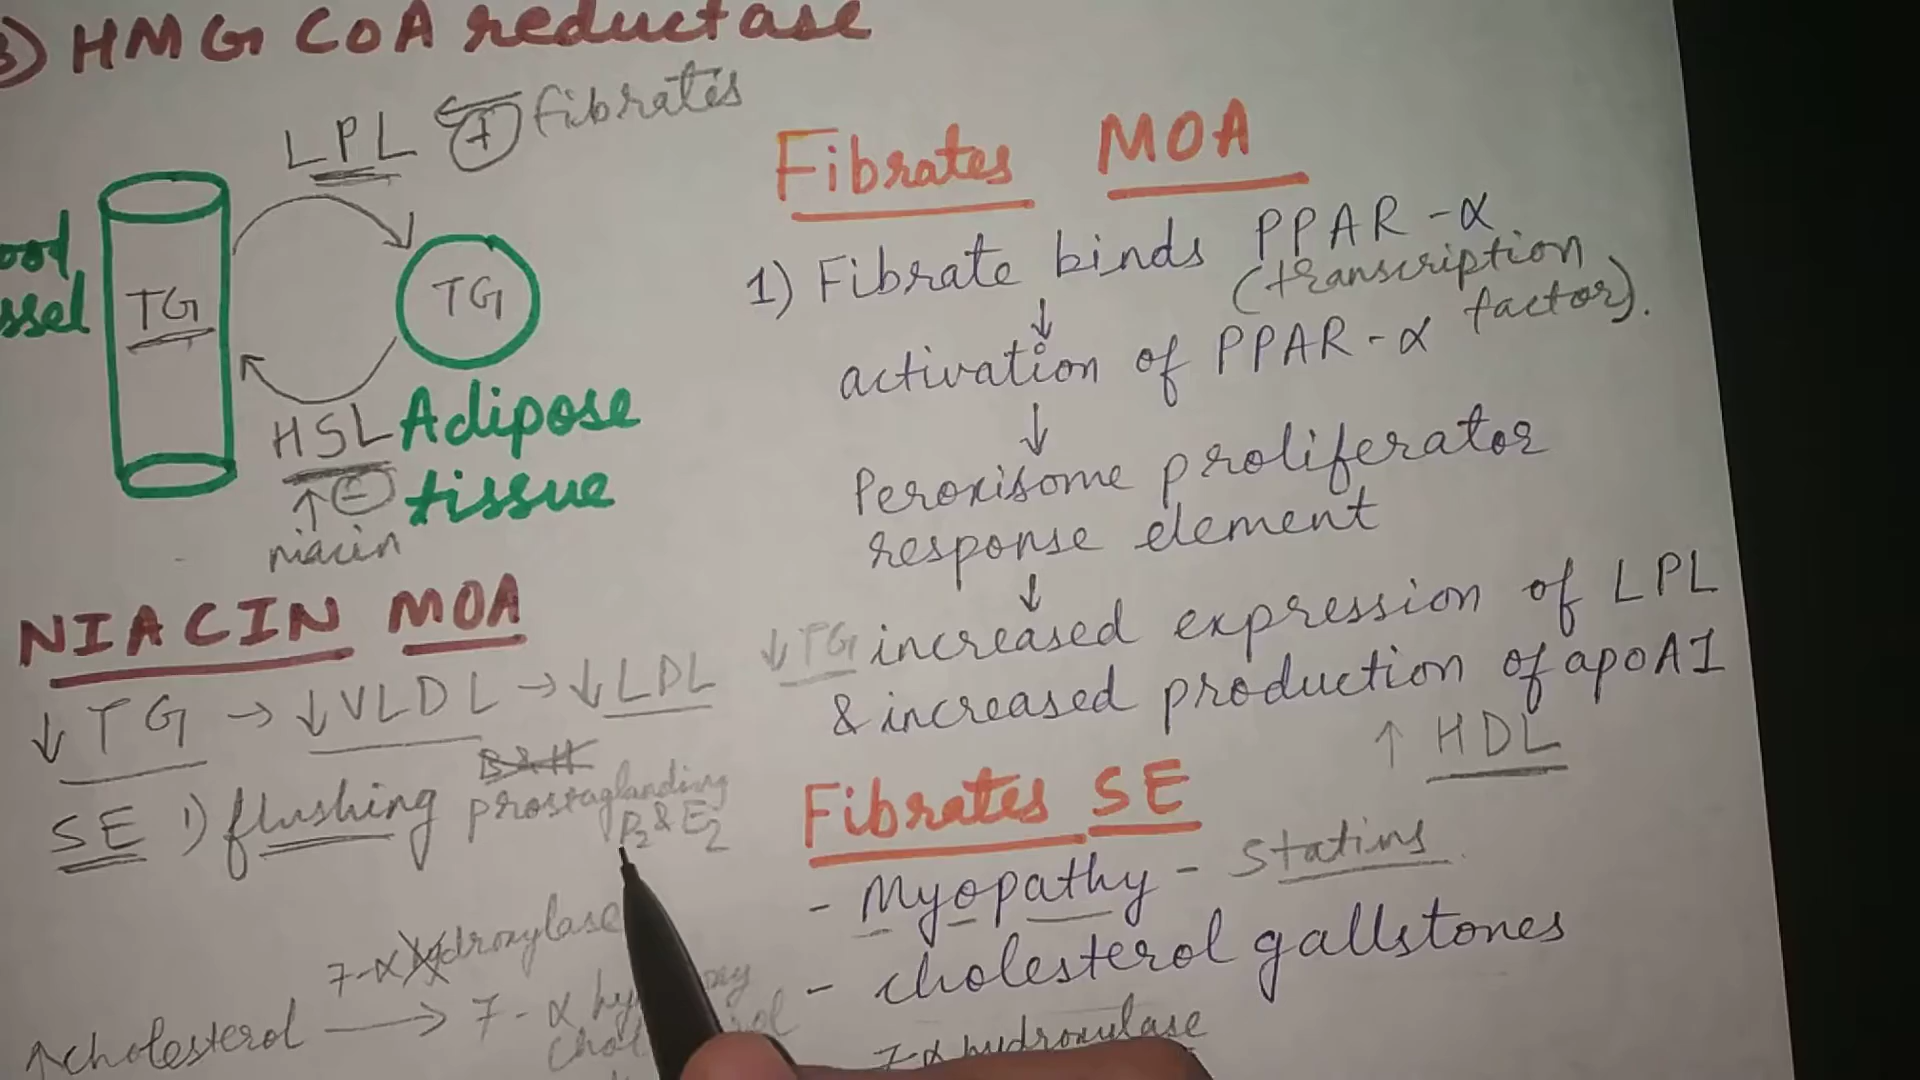 3) HMG COA reductase
LPL + fibrates
TG
TG
HSL
Adipose
tissue
-
niacin
NIACIN MOA
↓TG → ↓VLDL → ↓LDL
SE 1) flushing prostaglandins
& E2
7-α hydroxylase
↑cholesterol → 7-α
Fibrates MOA
1) Fibrate binds PPAR-α
(transcription
factor).
↓
activation of PPAR-α
↓
Peroxisome proliferator
response element
↓
↓TG increased expression of LPL
& increased production of apoA1
↑ HDL
Fibrates SE
- Myopathy - Statins
- cholesterol gallstones
7-α hydroxylase